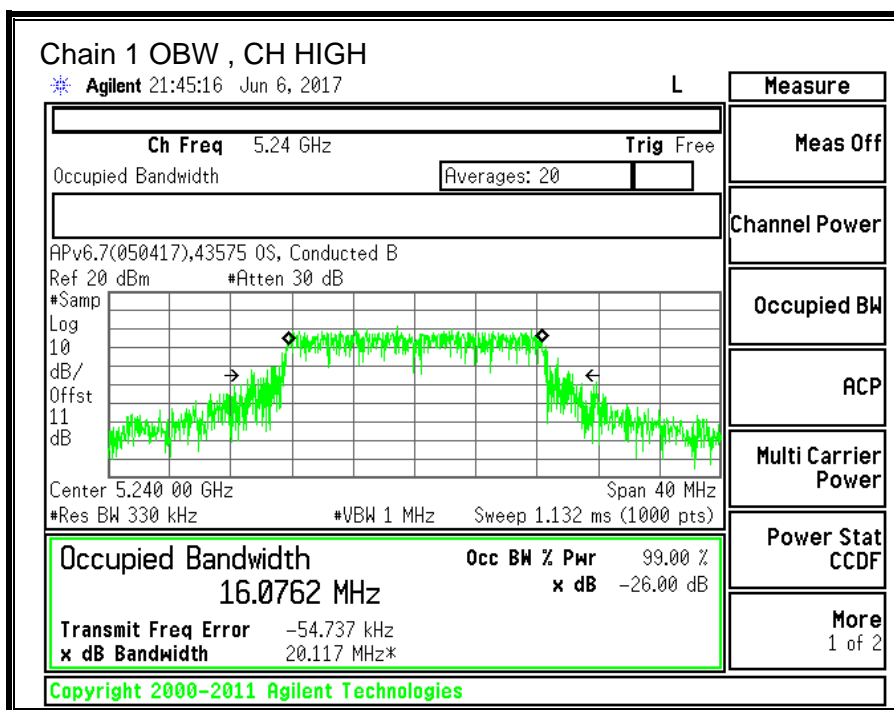 Chain 1 OBW , CH HIGH
Agilent 21:45:16 Jun 6, 2017 L
Measure
Ch Freq 5.24 GHz Trig Free
Occupied Bandwidth Averages: 20
Meas Off
Channel Power
APv6.7(050417),43575 OS, Conducted B
Ref 20 dBm #Atten 30 dB
#Samp
Log
10
dB/
Offst
11
dB
Occupied BW
ACP
Center 5.240 00 GHz Span 40 MHz
#Res BW 330 kHz #VBW 1 MHz Sweep 1.132 ms (1000 pts)
Multi Carrier
Power
Occupied Bandwidth Occ BW % Pwr 99.00 %
16.0762 MHz x dB -26.00 dB
Transmit Freq Error -54.737 kHz
x dB Bandwidth 20.117 MHz*
Power Stat
CCDF
More
1 of 2
Copyright 2000-2011 Agilent Technologies